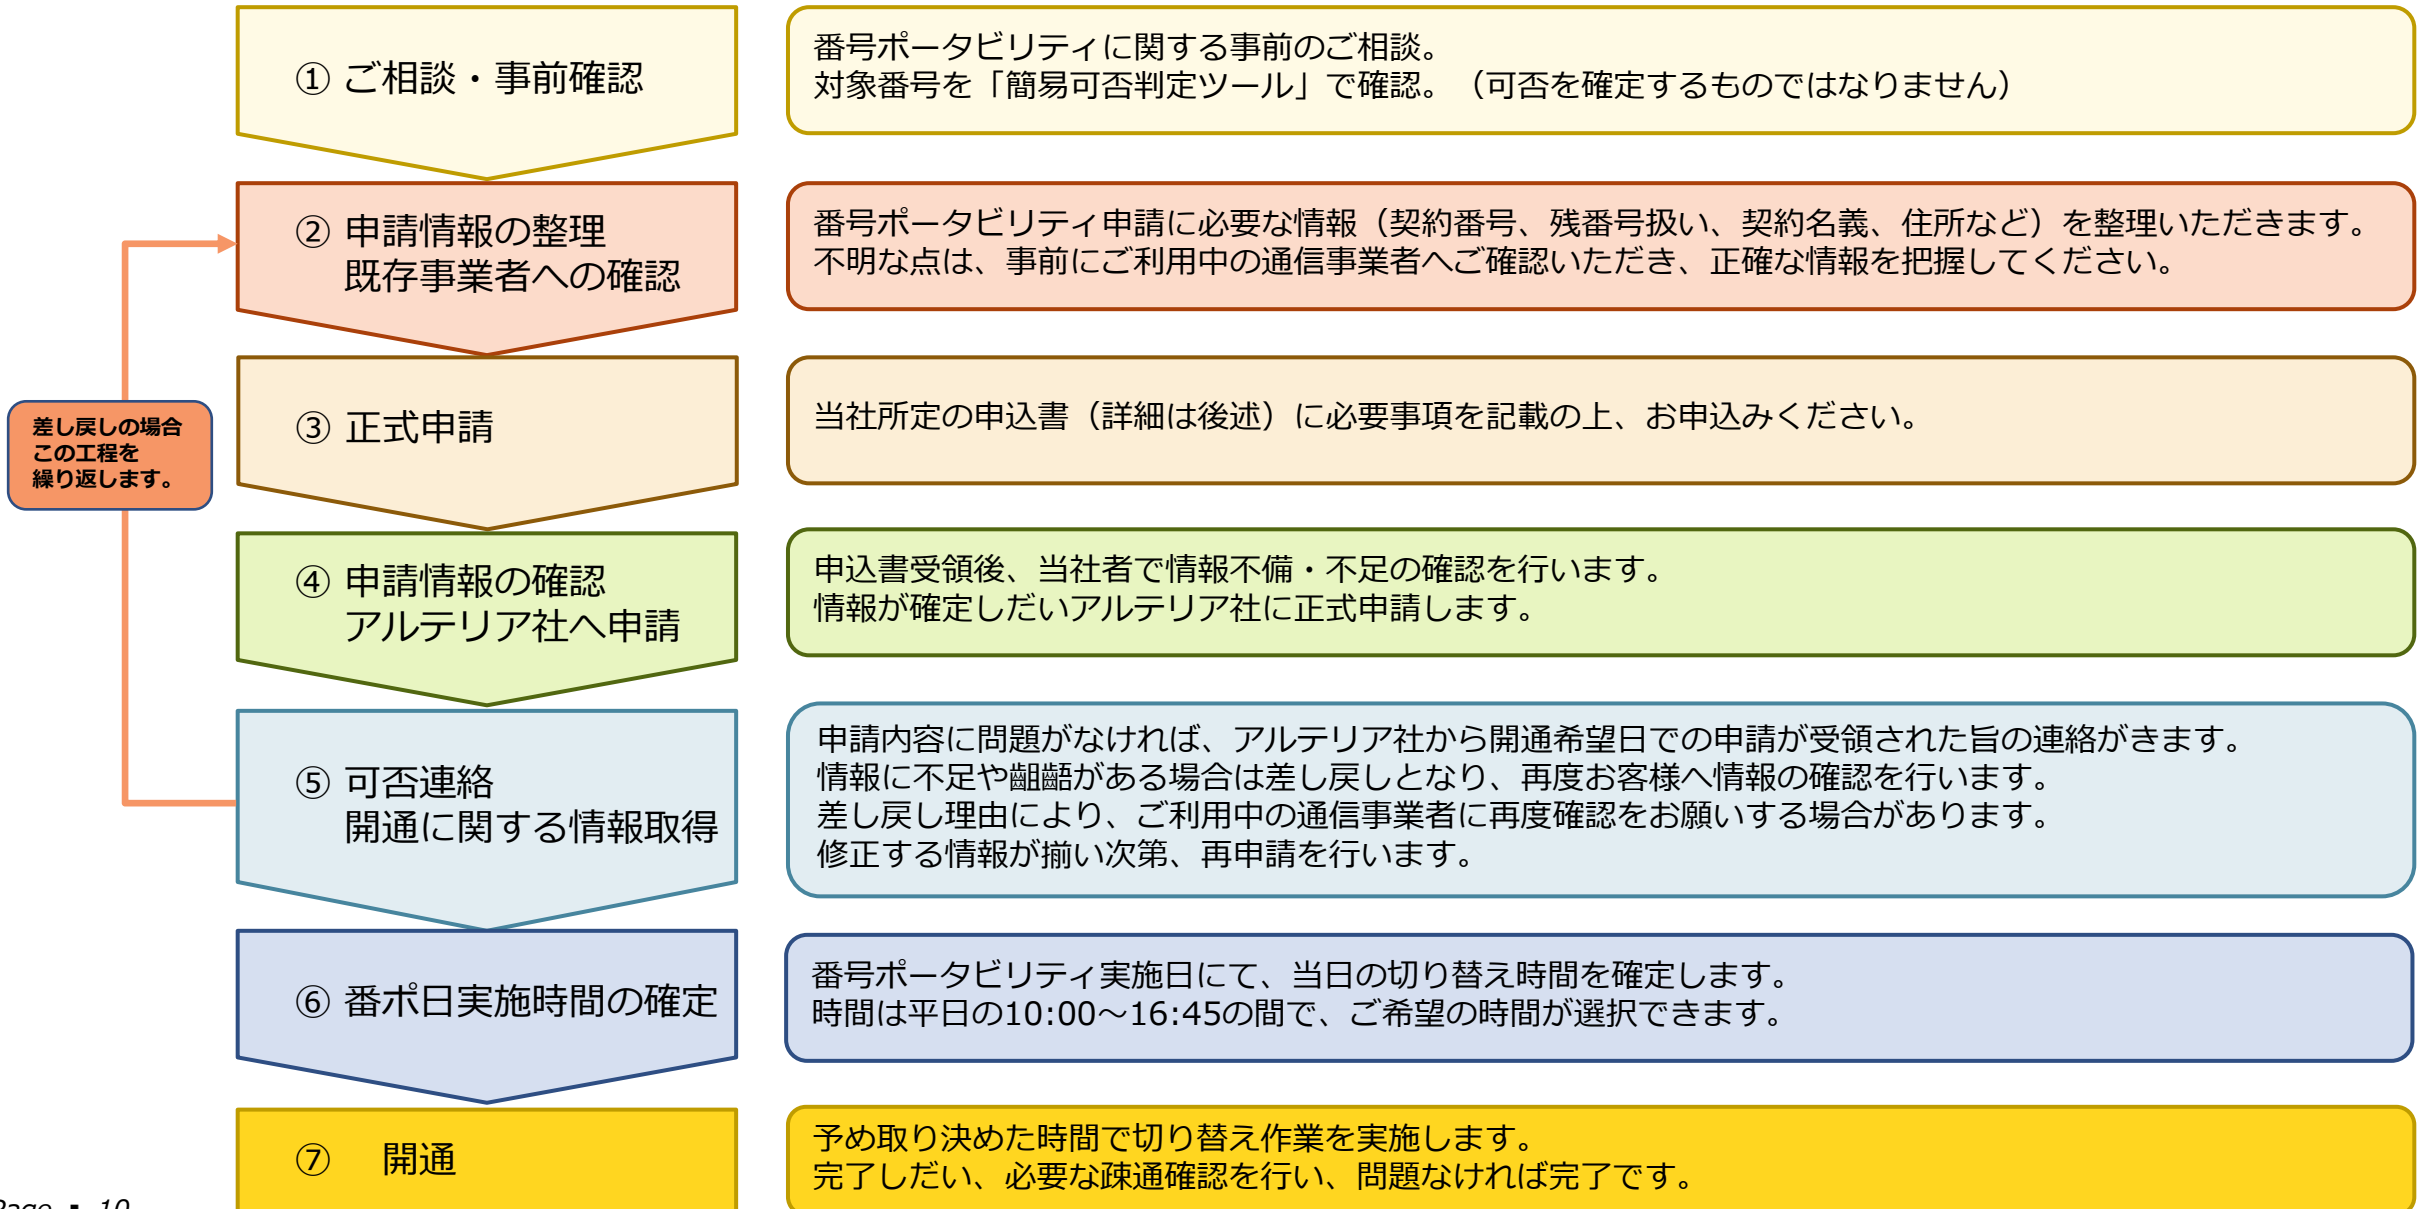 ① ご相談・事前確認
番号ポータビリティに関する事前のご相談。
対象番号を「簡易可否判定ツール」で確認。（可否を確定するものではなりません）
② 申請情報の整理
既存事業者への確認
番号ポータビリティ申請に必要な情報（契約番号、残番号扱い、契約名義、住所など）を整理いただきます。
不明な点は、事前にご利用中の通信事業者へご確認いただき、正確な情報を把握してください。
差し戻しの場合
この工程を
繰り返します。
③ 正式申請
当社所定の申込書（詳細は後述）に必要事項を記載の上、お申込みください。
④ 申請情報の確認
アルテリア社へ申請
申込書受領後、当社者で情報不備・不足の確認を行います。
情報が確定しだいアルテリア社に正式申請します。
⑤ 可否連絡
開通に関する情報取得
申請内容に問題がなければ、アルテリア社から開通希望日での申請が受領された旨の連絡がきます。
情報に不足や齟齬がある場合は差し戻しとなり、再度お客様へ情報の確認を行います。
差し戻し理由により、ご利用中の通信事業者に再度確認をお願いする場合があります。
修正する情報が揃い次第、再申請を行います。
⑥ 番ポ日実施時間の確定
番号ポータビリティ実施日にて、当日の切り替え時間を確定します。
時間は平日の10:00～16:45の間で、ご希望の時間が選択できます。
⑦ 開通
予め取り決めた時間で切り替え作業を実施します。
完了しだい、必要な疎通確認を行い、問題なければ完了です。
Page ▪ 10